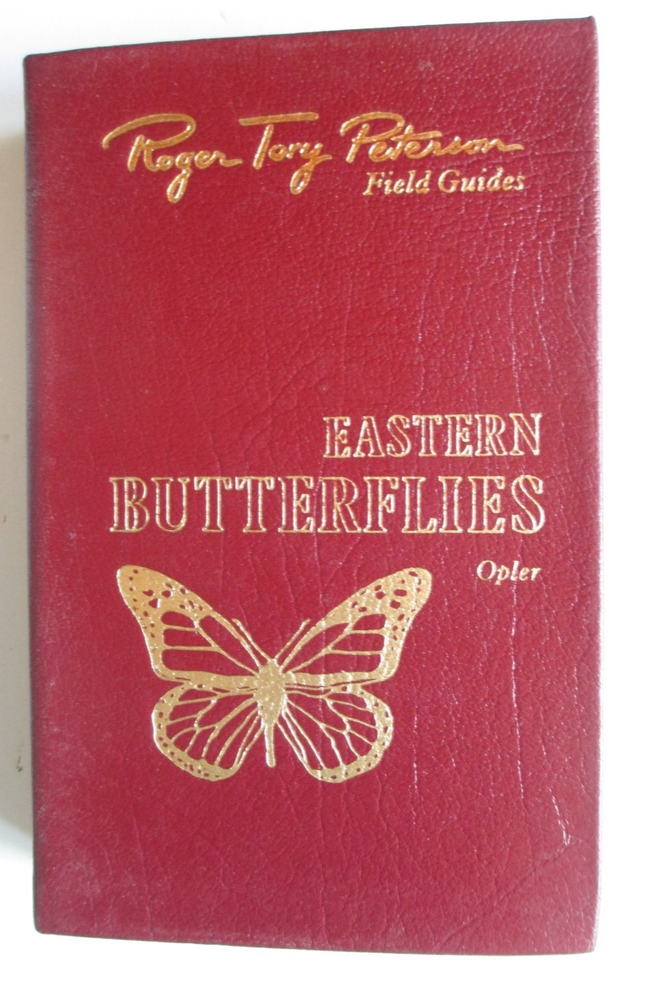 Roger Tory Peterson
Field Guides
EASTERN
BUTTERFLIES
Opler